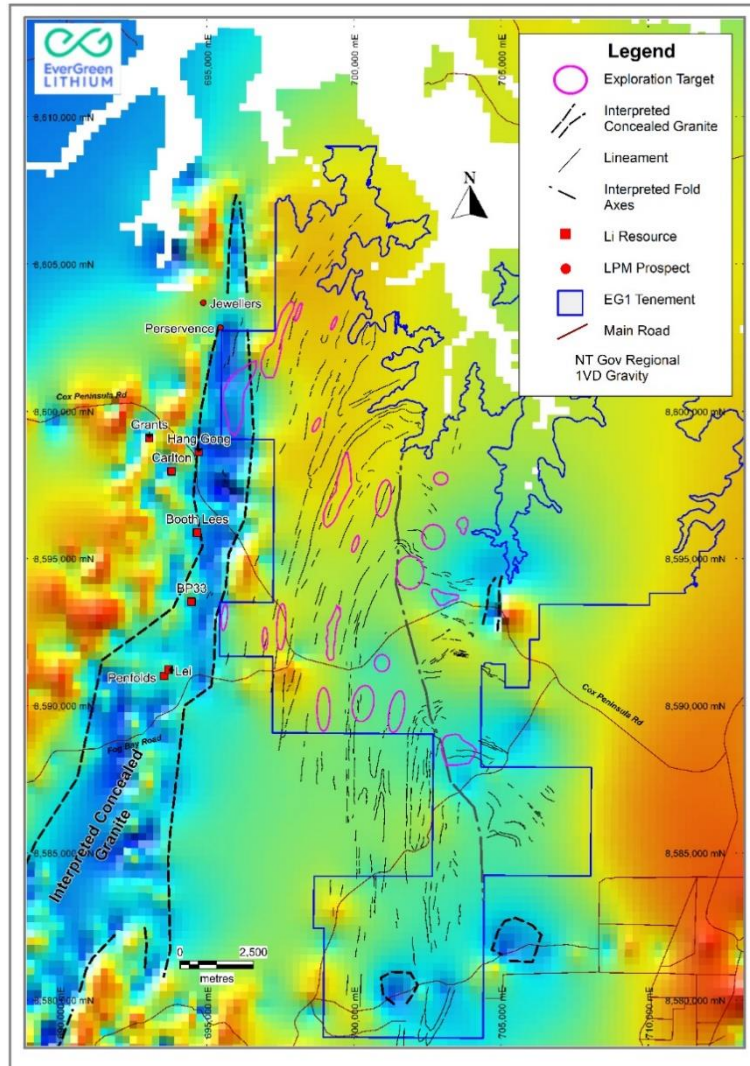 EverGreen
LITHIUM
695,000 mE
700,000 mE
705,000 mE
Legend
Exploration Target
Interpreted
Concealed Granite
Lineament
Interpreted Fold
Axes
Li Resource
LPM Prospect
EG1 Tenement
Main Road
NT Gov Regional
1VD Gravity
N
8,610,000 mN
8,605,000 mN
Jewellers
Perservence
Cox Peninsula Rd
8,600,000 mN
8,600,000 mN
Grants
Hang Gong
Carlton
Booth Lees
8,595,000 mN
8,595,000 mN
BP33
Lei
Penfolds
8,590,000 mN
8,590,000 mN
Cox Peninsula Rd
Fog Bay Road
Interpreted Concealed
Granite
8,585,000 mN
8,585,000 mN
0 2,500
metres
8,580,000 mN
8,580,000 mN
695,000 mE
700,000 mE
705,000 mE
710,000 mE